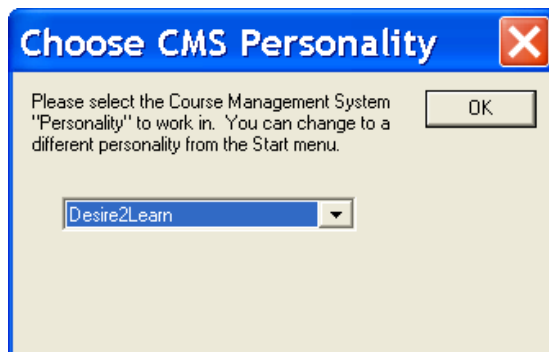 Choose CMS Personality
Please select the Course Management System
"Personality" to work in.  You can change to a
different personality from the Start menu.
OK
Desire2Learn